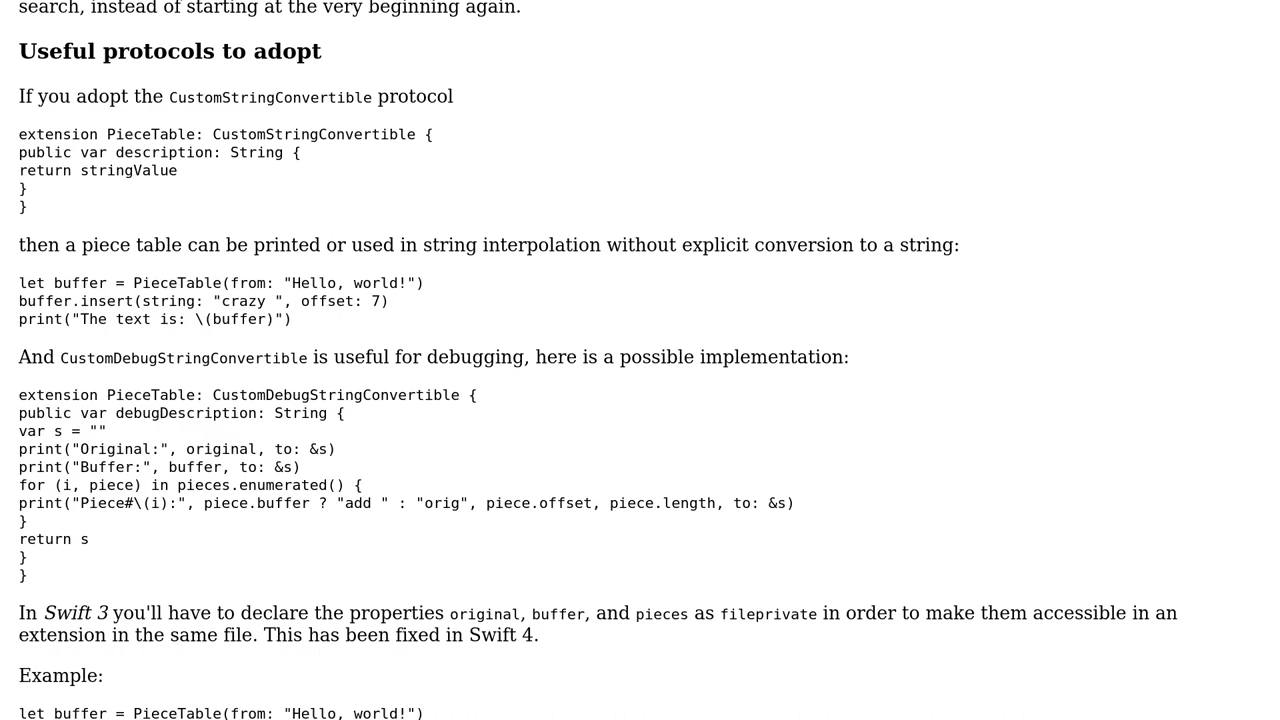 search, instead of starting at the very beginning again.
Useful protocols to adopt
If you adopt the CustomStringConvertible protocol
extension PieceTable: CustomStringConvertible {
public var description: String {
return stringValue
}
}
then a piece table can be printed or used in string interpolation without explicit conversion to a string:
let buffer = PieceTable(from: "Hello, world!")
buffer.insert(string: "crazy ", offset: 7)
print("The text is: \(buffer)")
And CustomDebugStringConvertible is useful for debugging, here is a possible implementation:
extension PieceTable: CustomDebugStringConvertible {
public var debugDescription: String {
var s = ""
print("Original:", original, to: &s)
print("Buffer:", buffer, to: &s)
for (i, piece) in pieces.enumerated() {
print("Piece#\(i):", piece.buffer ? "add " : "orig", piece.offset, piece.length, to: &s)
}
return s
}
}
In Swift 3 you'll have to declare the properties original, buffer, and pieces as fileprivate in order to make them accessible in an
extension in the same file. This has been fixed in Swift 4.
Example:
let buffer = PieceTable(from: "Hello, world!")